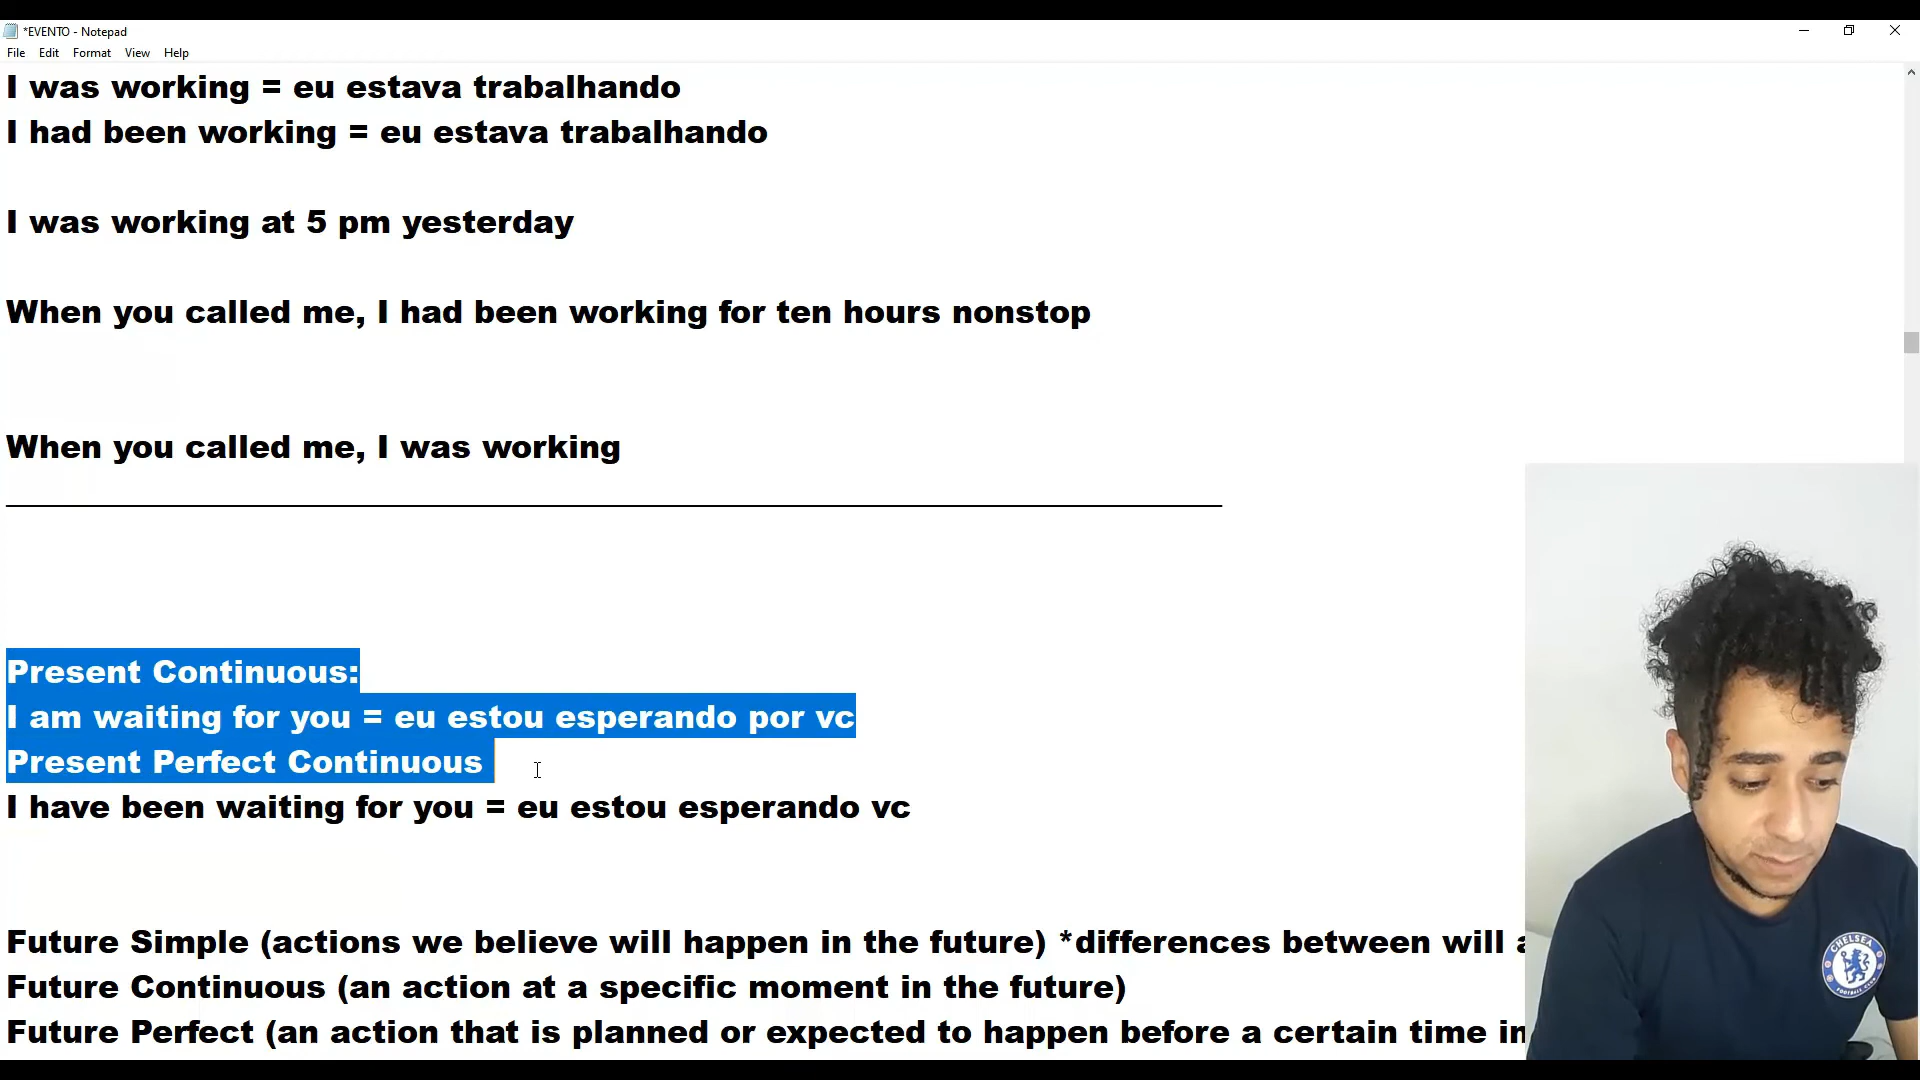 *EVENTO - Notepad
File Edit Format View Help
I was working = eu estava trabalhando
I had been working = eu estava trabalhando
I was working at 5 pm yesterday
When you called me, I had been working for ten hours nonstop
When you called me, I was working
Present Continuous:
I am waiting for you = eu estou esperando por vc
Present Perfect Continuous
I have been waiting for you = eu estou esperando vc
Future Simple (actions we believe will happen in the future) *differences between will
Future Continuous (an action at a specific moment in the future)
Future Perfect (an action that is planned or expected to happen before a certain time in
CHELSEA